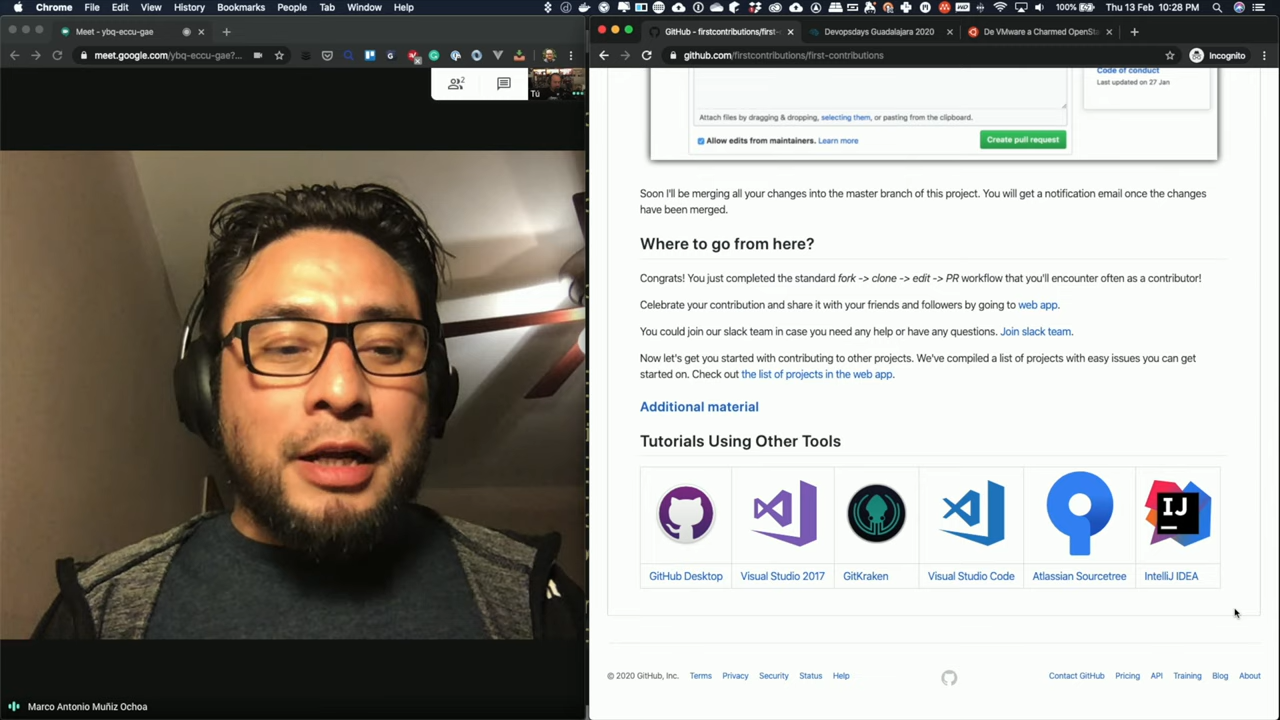 Chrome File Edit View History Bookmarks People Tab Window Help
100% Thu 13 Feb 10:28 PM
Meet - ybq-eccu-gae
meet.google.com/ybq-eccu-gae?...
2
Tú
Marco Antonio Muñiz Ochoa
GitHub - firstcontributions/first-
Devopsdays Guadalajara 2020
De VMware a Charmed OpenSta
github.com/firstcontributions/first-contributions
Incognito
Code of conduct
Last updated on 27 Jan
Attach files by dragging & dropping, selecting them, or pasting from the clipboard.
Allow edits from maintainers. Learn more
Create pull request
Soon I'll be merging all your changes into the master branch of this project. You will get a notification email once the changes
have been merged.
Where to go from here?
Congrats! You just completed the standard fork -> clone -> edit -> PR workflow that you'll encounter often as a contributor!
Celebrate your contribution and share it with your friends and followers by going to web app.
You could join our slack team in case you need any help or have any questions. Join slack team.
Now let's get you started with contributing to other projects. We've compiled a list of projects with easy issues you can get
started on. Check out the list of projects in the web app.
Additional material
Tutorials Using Other Tools
IJ
GitHub Desktop Visual Studio 2017 GitKraken Visual Studio Code Atlassian Sourcetree IntelliJ IDEA
© 2020 GitHub, Inc. Terms Privacy Security Status Help
Contact GitHub Pricing API Training Blog About